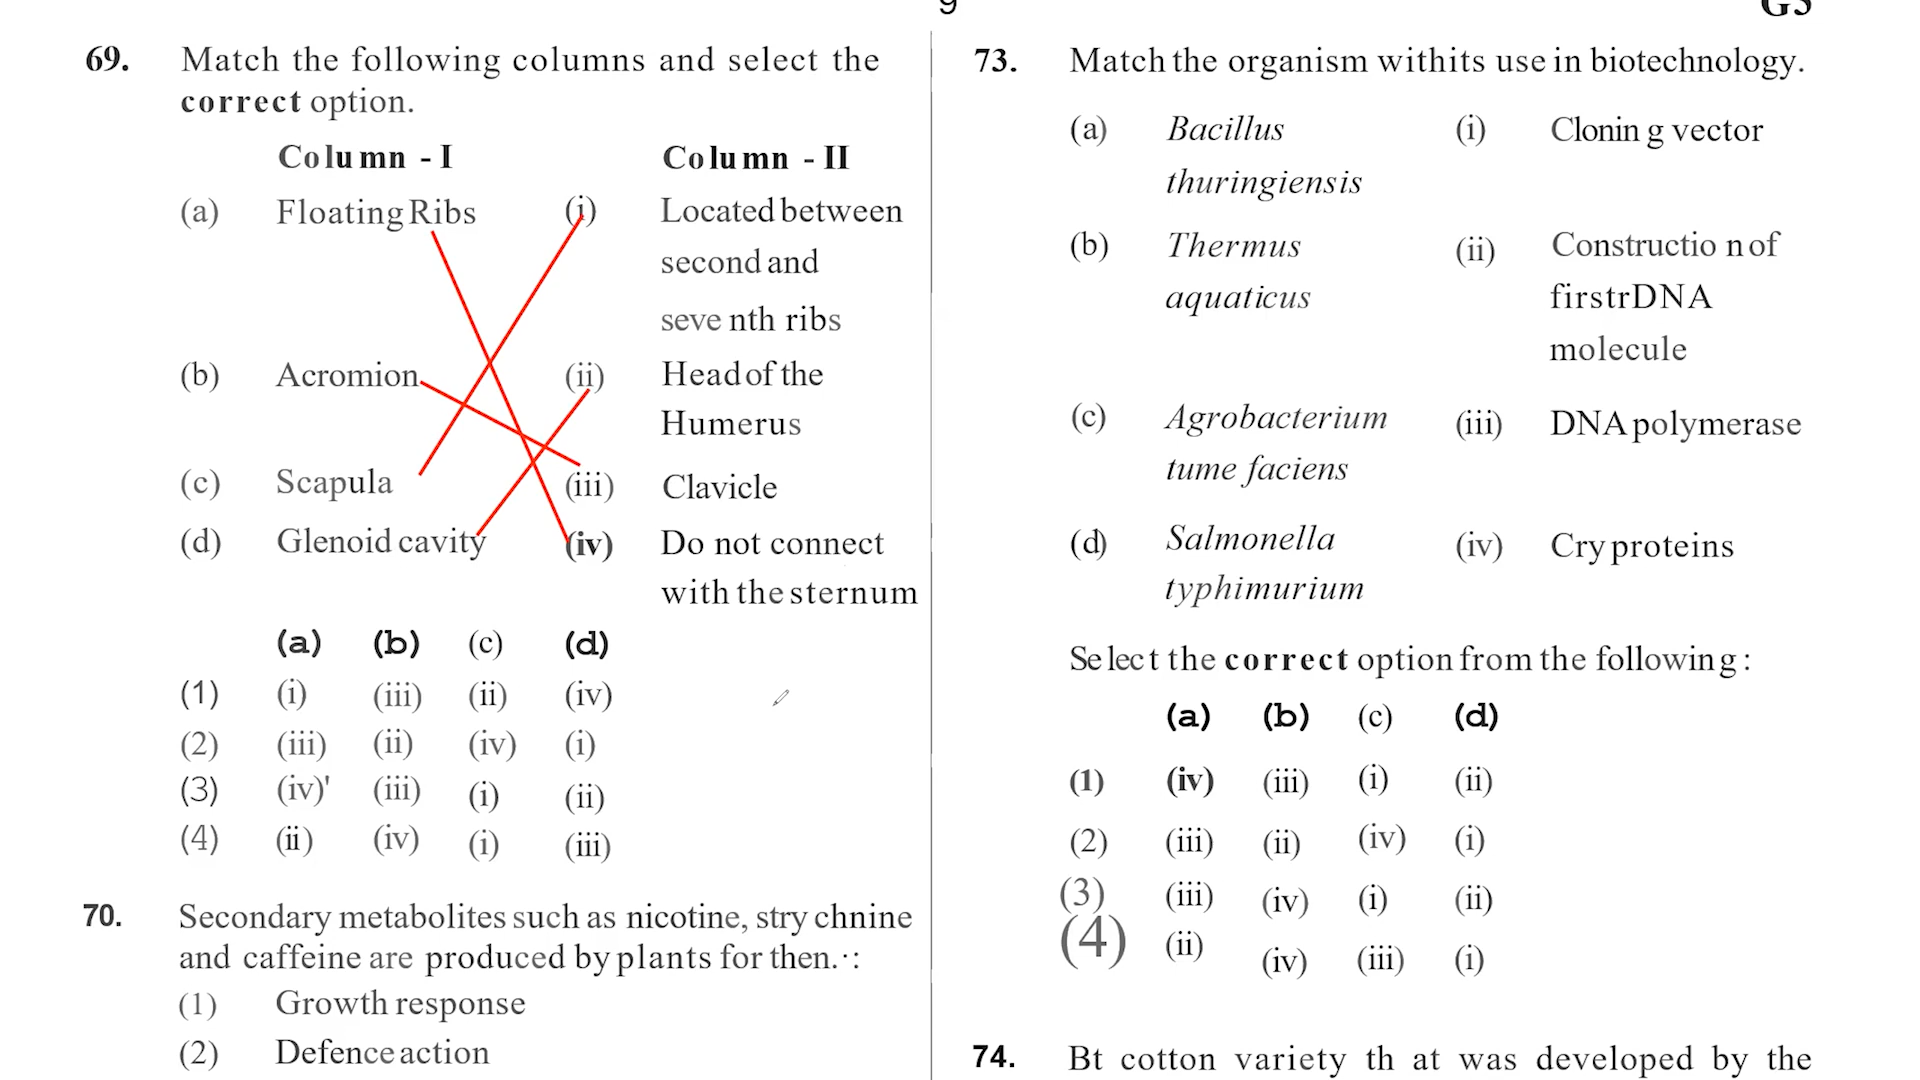 9
G3
69. Match the following columns and select the
correct option.
Column - I Column - II
(a) Floating Ribs (i) Located between
second and
seventh ribs
(b) Acromion (ii) Head of the
Humerus
(c) Scapula (iii) Clavicle
(d) Glenoid cavity (iv) Do not connect
with the sternum
(a) (b) (c) (d)
(1) (i) (iii) (ii) (iv)
(2) (iii) (ii) (iv) (i)
(3) (iv)' (iii) (i) (ii)
(4) (ii) (iv) (i) (iii)
70. Secondary metabolites such as nicotine, strychnine
and caffeine are produced by plants for then.·:
(1) Growth response
(2) Defence action
73. Match the organism withits use in biotechnology.
(a) Bacillus (i) Cloning vector
thuringiensis
(b) Thermus (ii) Construction of
aquaticus first rDNA
molecule
(c) Agrobacterium (iii) DNA polymerase
tume faciens
(d) Salmonella (iv) Cry proteins
typhimurium
Select the correct option from the following:
(a) (b) (c) (d)
(1) (iv) (iii) (i) (ii)
(2) (iii) (ii) (iv) (i)
(3) (iii) (iv) (i) (ii)
(4) (ii) (iv) (iii) (i)
74. Bt cotton variety that was developed by the